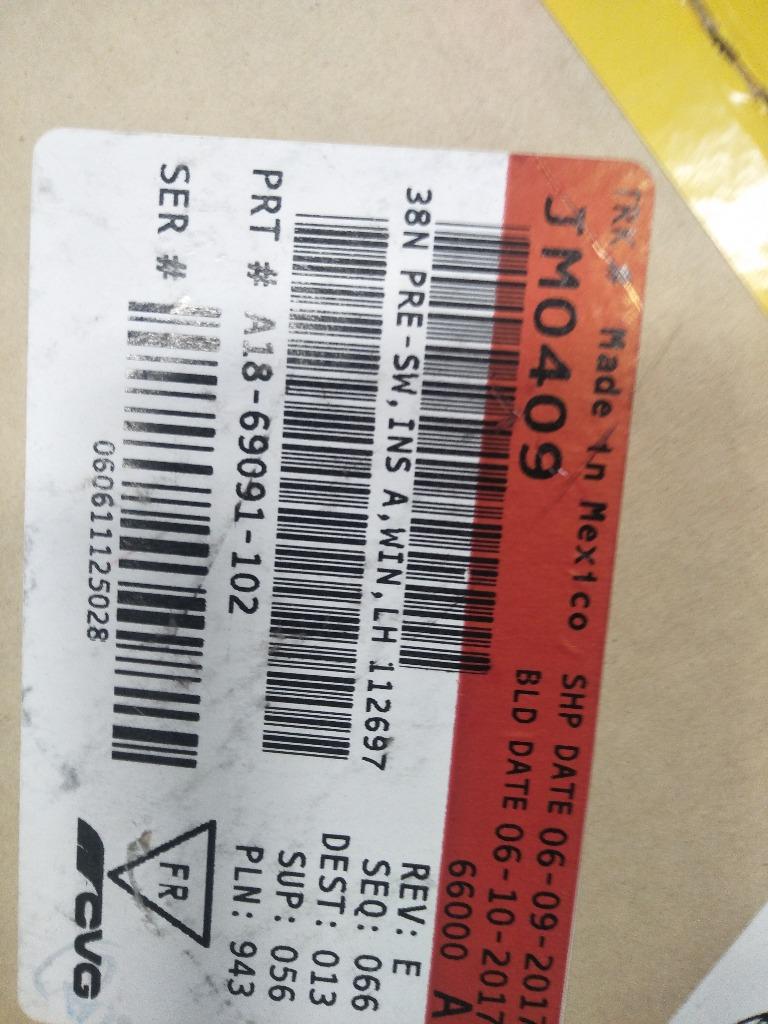 TRK # Made in Mexico SHP DATE 06-09-2017
JM0409 BLD DATE 06-10-2017
66000 A
38N PRE-SW,INS A,WIN,LH 112697
REV: E
SEQ: 066
DEST: 013
SUP: 056
PLN: 943
PRT # A18-69091-102
SER #
060611125028
FR
CVG